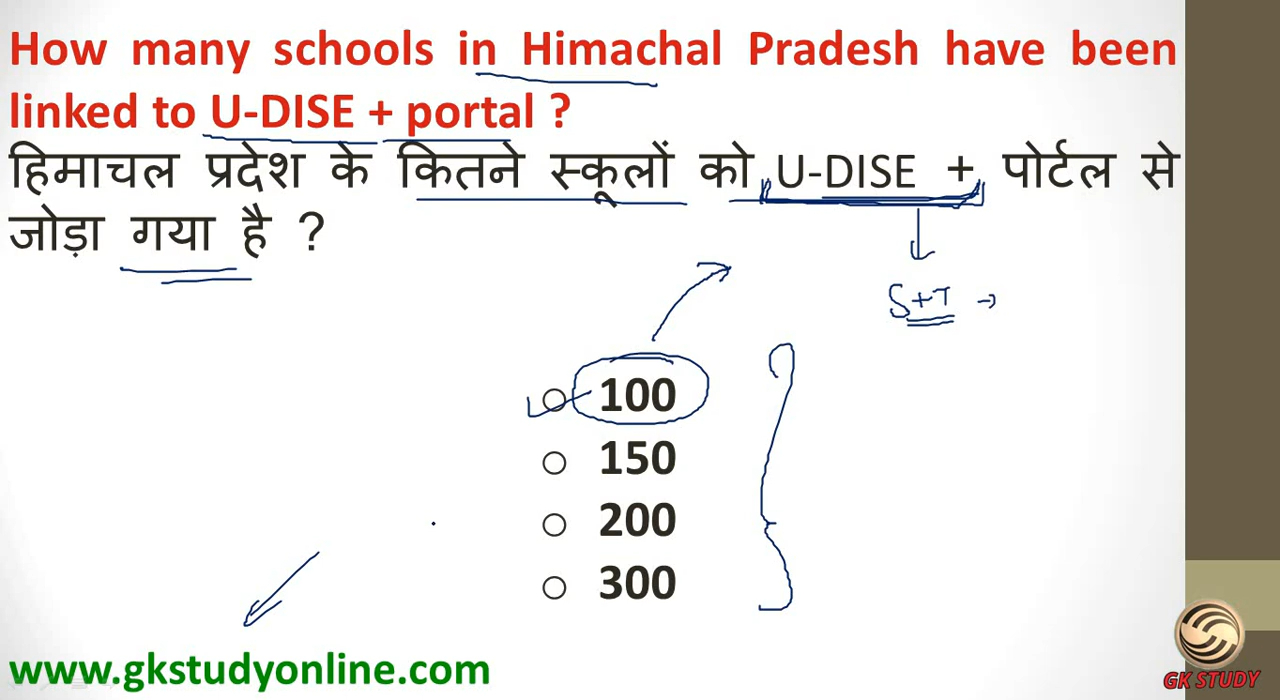 How many schools in Himachal Pradesh have been
linked to U-DISE + portal ?
हिमाचल प्रदेश के कितने स्कूलों को U-DISE + पोर्टल से
जोड़ा गया है ?
S+T →
100
150
200
300
www.gkstudyonline.com
GK STUDY